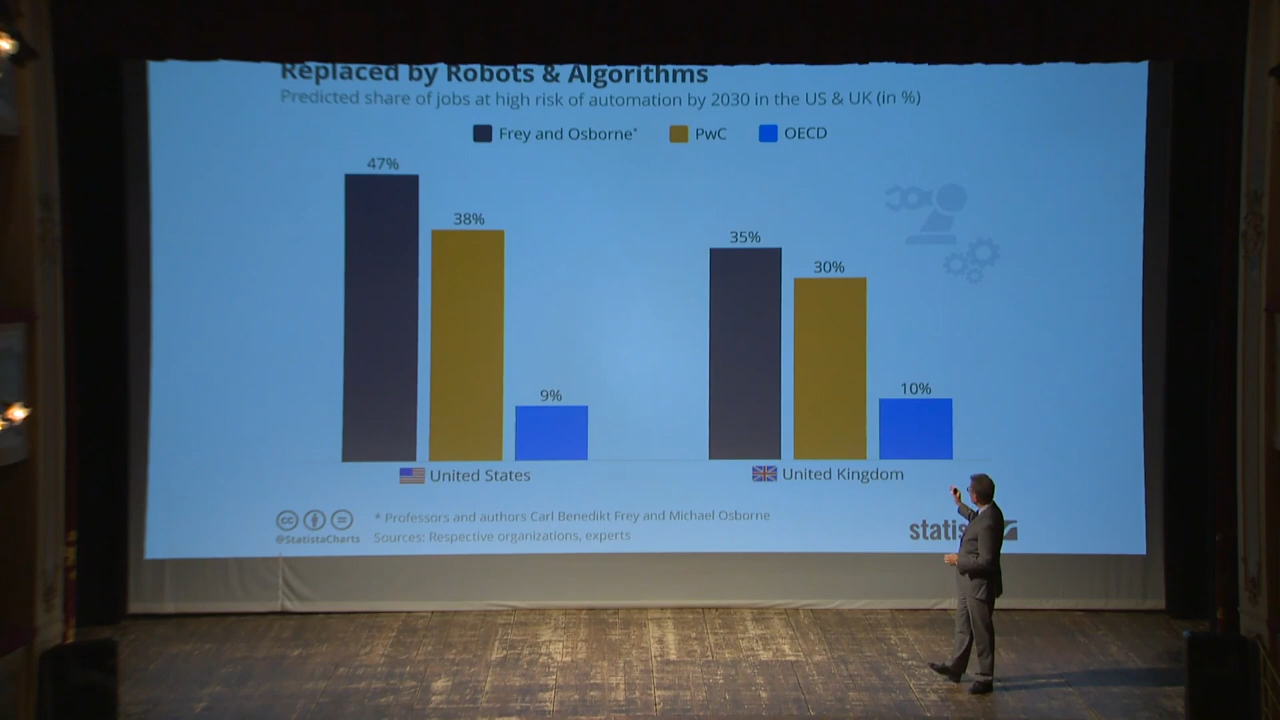 Replaced by Robots & Algorithms
Predicted share of jobs at high risk of automation by 2030 in the US & UK (in %)
Frey and Osborne* PwC OECD
47%
38%
9%
35%
30%
10%
United States
United Kingdom
* Professors and authors Carl Benedikt Frey and Michael Osborne
@StatistaCharts Sources: Respective organizations, experts
cc
statis